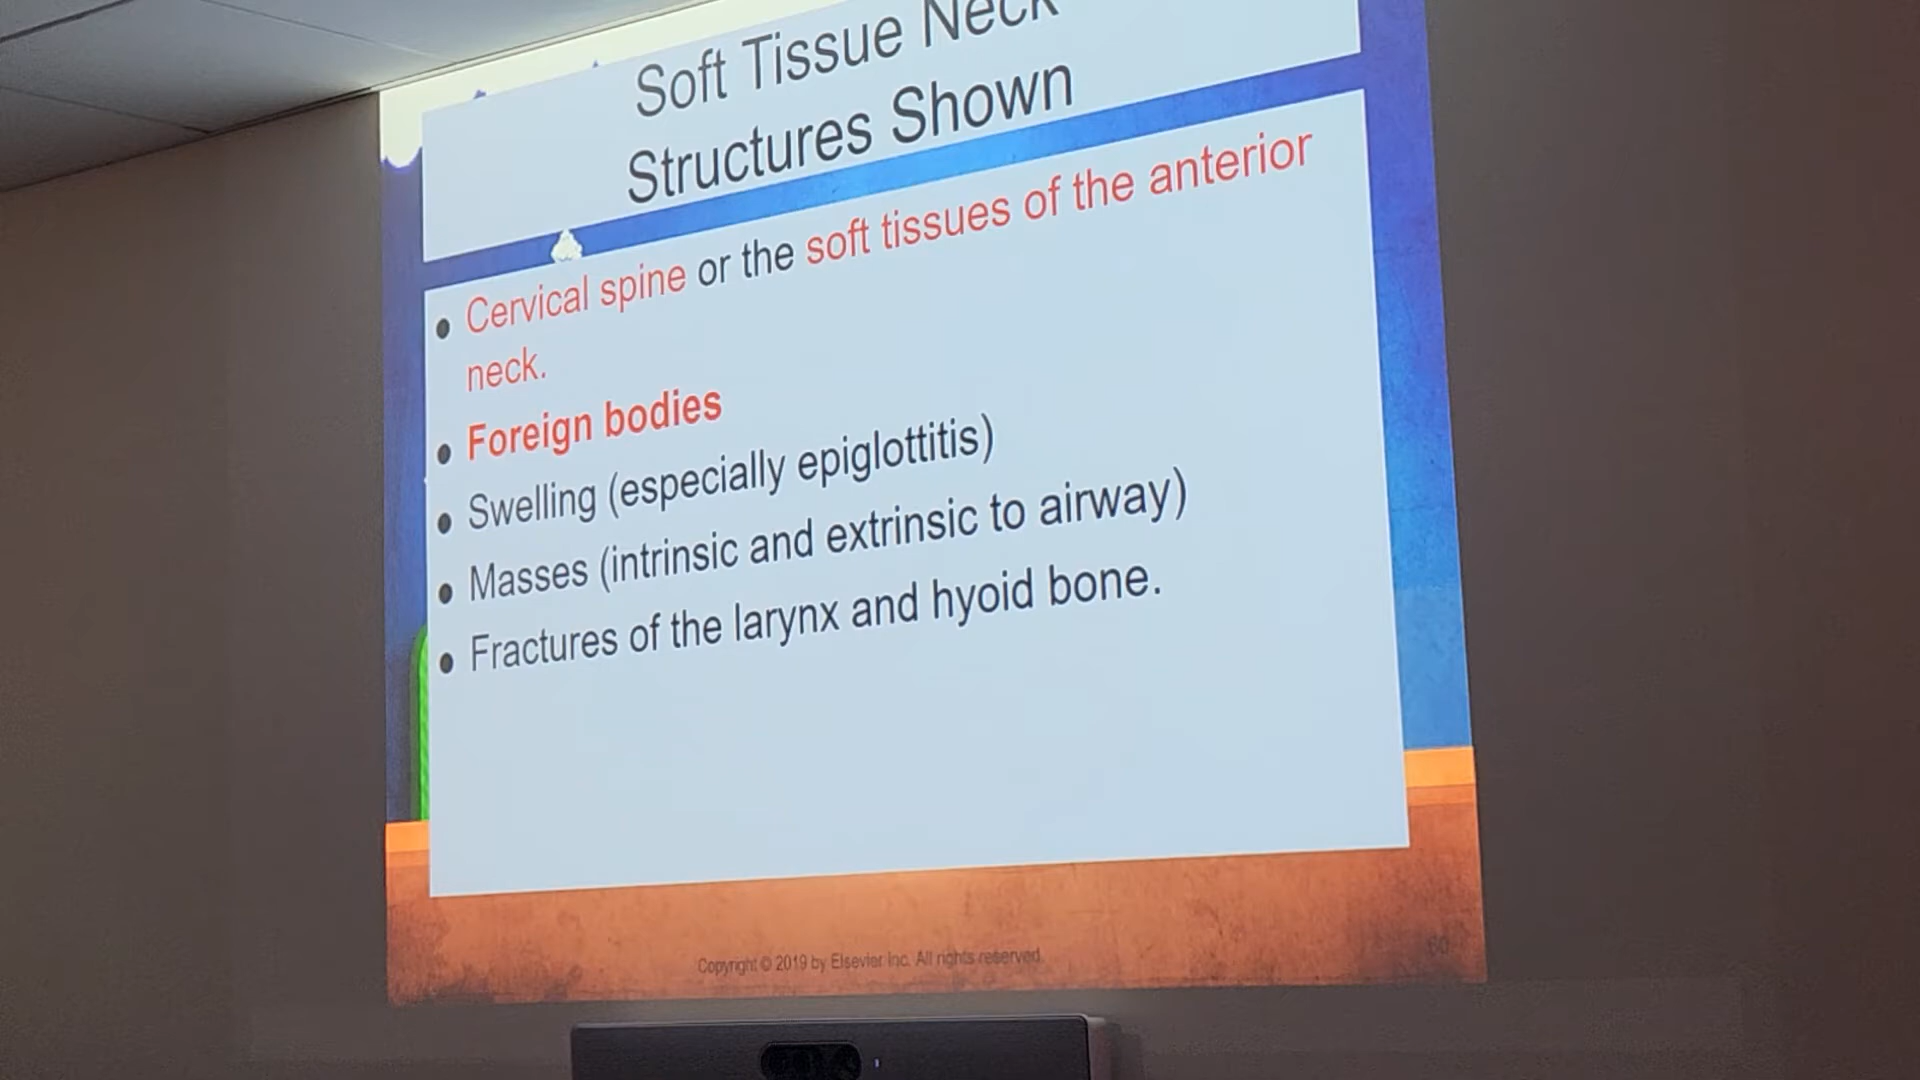 Soft Tissue Neck
Structures Shown
• Cervical spine or the soft tissues of the anterior
neck.
• Foreign bodies
• Swelling (especially epiglottitis)
• Masses (intrinsic and extrinsic to airway)
• Fractures of the larynx and hyoid bone.
Copyright © 2019 by Elsevier Inc. All rights reserved.
60